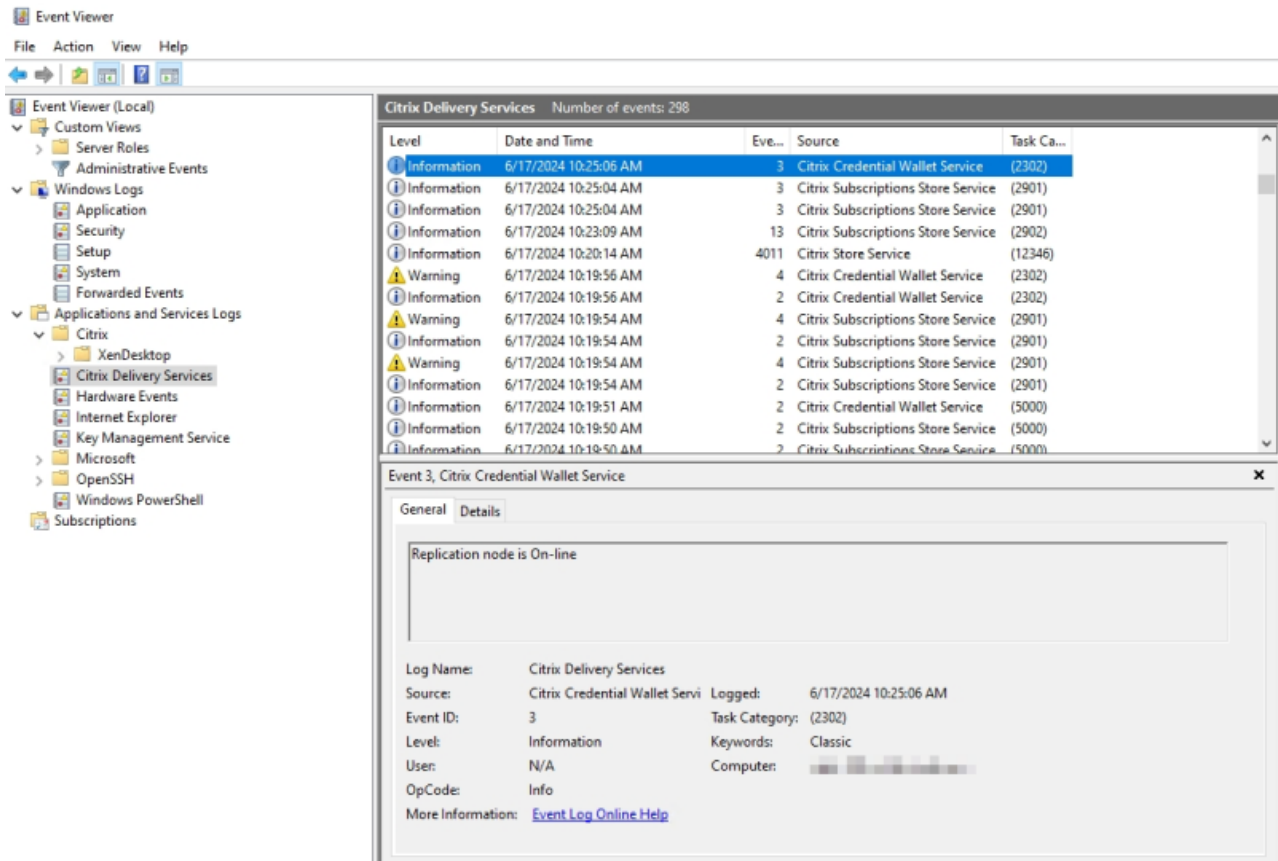 Event Viewer
File Action View Help
Event Viewer (Local)
Custom Views
Server Roles
Administrative Events
Windows Logs
Application
Security
Setup
System
Forwarded Events
Applications and Services Logs
Citrix
XenDesktop
Citrix Delivery Services
Hardware Events
Internet Explorer
Key Management Service
Microsoft
OpenSSH
Windows PowerShell
Subscriptions
Citrix Delivery Services Number of events: 298
Level Date and Time Eve... Source Task Ca...
Information 6/17/2024 10:25:06 AM 3 Citrix Credential Wallet Service (2302)
Information 6/17/2024 10:25:04 AM 3 Citrix Subscriptions Store Service (2901)
Information 6/17/2024 10:25:04 AM 3 Citrix Subscriptions Store Service (2901)
Information 6/17/2024 10:23:09 AM 13 Citrix Subscriptions Store Service (2902)
Information 6/17/2024 10:20:14 AM 4011 Citrix Store Service (12346)
Warning 6/17/2024 10:19:56 AM 4 Citrix Credential Wallet Service (2302)
Information 6/17/2024 10:19:56 AM 2 Citrix Credential Wallet Service (2302)
Warning 6/17/2024 10:19:54 AM 4 Citrix Subscriptions Store Service (2901)
Information 6/17/2024 10:19:54 AM 2 Citrix Subscriptions Store Service (2901)
Warning 6/17/2024 10:19:54 AM 4 Citrix Subscriptions Store Service (2901)
Information 6/17/2024 10:19:54 AM 2 Citrix Subscriptions Store Service (2901)
Information 6/17/2024 10:19:51 AM 2 Citrix Credential Wallet Service (5000)
Information 6/17/2024 10:19:50 AM 2 Citrix Subscriptions Store Service (5000)
Information 6/17/2024 10:19:50 AM 2 Citrix Subscriptions Store Service (5000)
Event 3, Citrix Credential Wallet Service
General Details
Replication node is On-line
Log Name: Citrix Delivery Services
Source: Citrix Credential Wallet Servi Logged: 6/17/2024 10:25:06 AM
Event ID: 3 Task Category: (2302)
Level: Information Keywords: Classic
User: N/A Computer:
OpCode: Info
More Information: Event Log Online Help